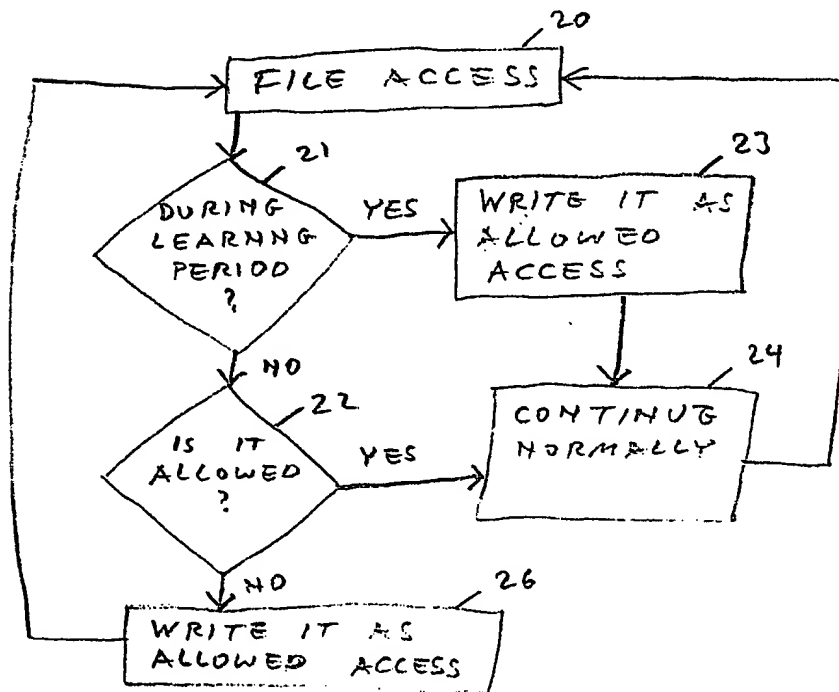 20
FILE ACCESS
21
DURING
LEARNNG
PERIOD
?
YES
23
WRITE IT AS
ALLOWED
ACCESS
NO
22
IS IT
ALLOWED
?
YES
24
CONTINUE
NORMALLY
NO
26
WRITE IT AS
ALLOWED ACCESS